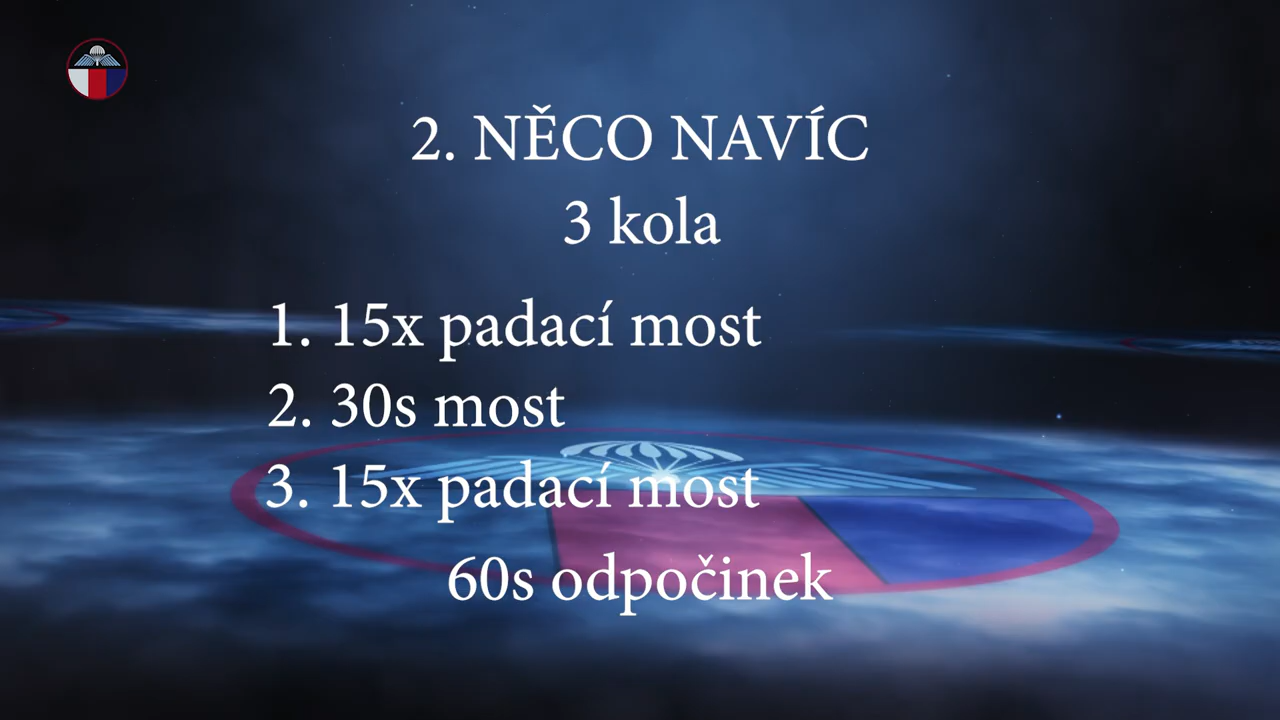 2. NĚCO NAVÍC
3 kola
1. 15x padací most
2. 30s most
3. 15x padací most
60s odpočinek